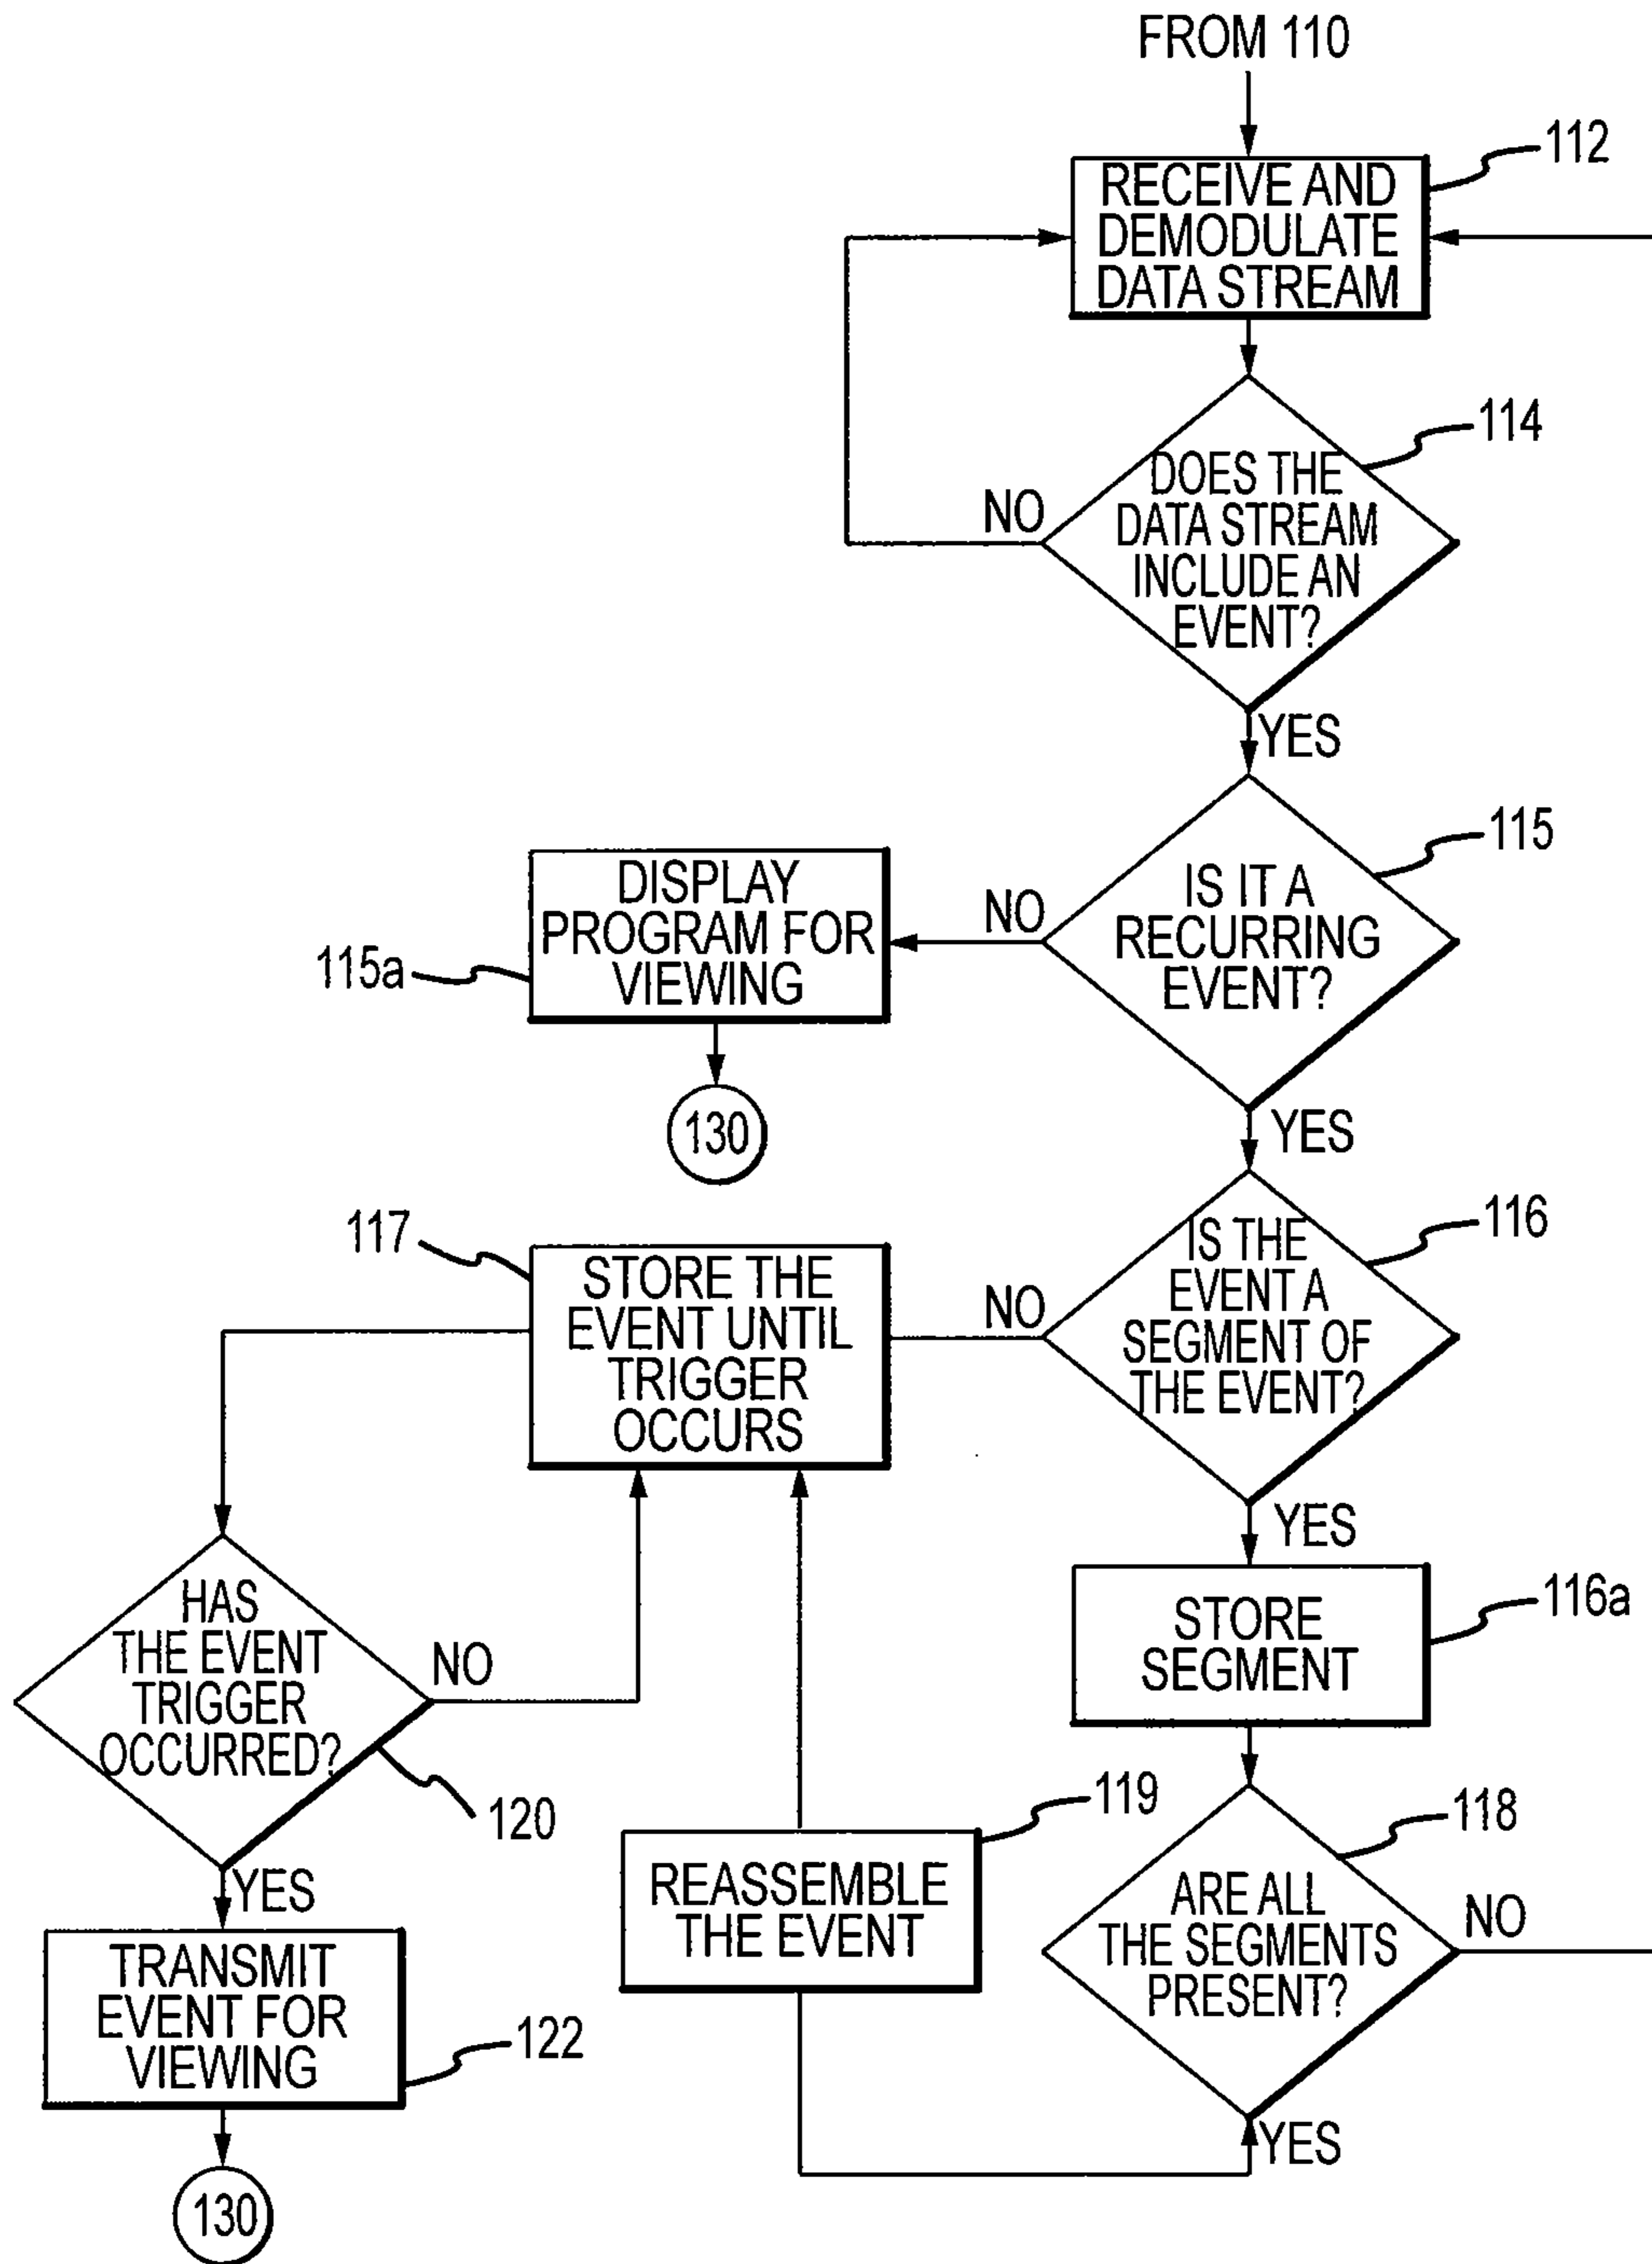 FROM 110
112
RECEIVE AND
DEMODULATE
DATA STREAM
114
DOES THE
DATA STREAM
INCLUDE AN
EVENT?
NO
YES
115
IS IT A
RECURRING
EVENT?
NO
DISPLAY
PROGRAM FOR
VIEWING
115a
130
YES
116
IS THE
EVENT A
SEGMENT OF
THE EVENT?
NO
117
STORE THE
EVENT UNTIL
TRIGGER
OCCURS
YES
STORE
SEGMENT
116a
HAS
THE EVENT
TRIGGER
OCCURRED?
NO
120
119
REASSEMBLE
THE EVENT
118
ARE ALL
THE SEGMENTS
PRESENT?
NO
YES
YES
TRANSMIT
EVENT FOR
VIEWING
122
130